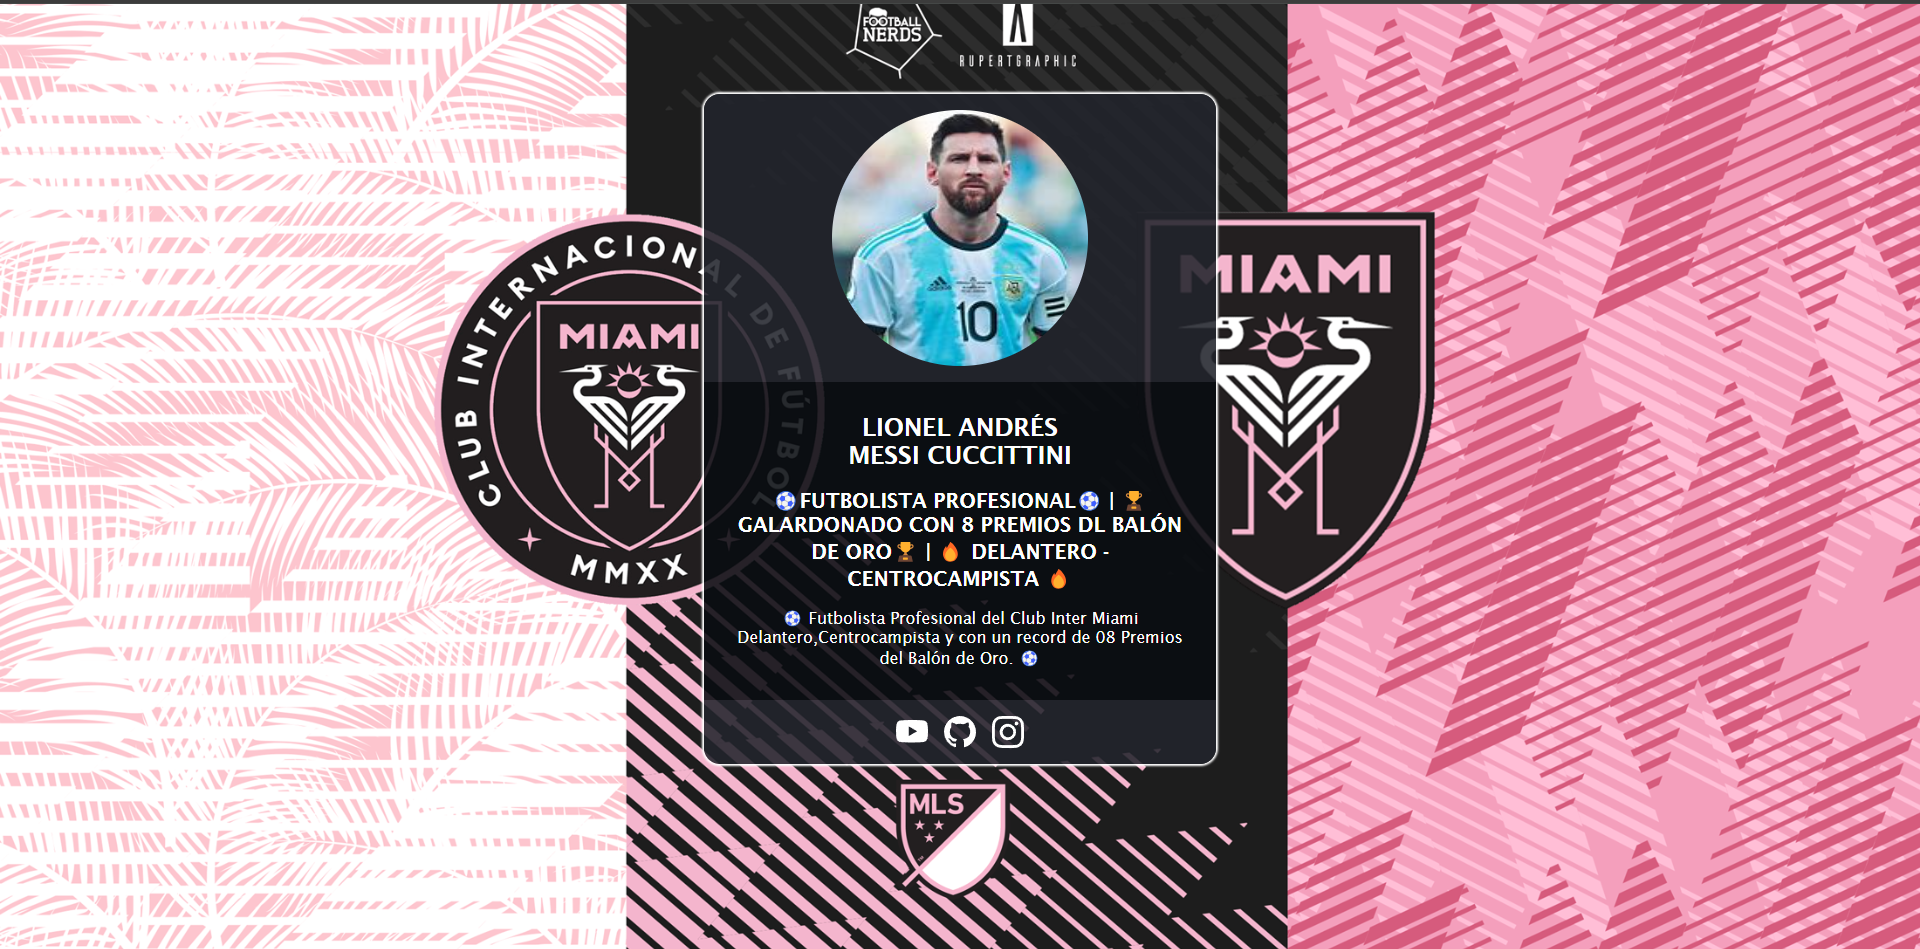 FOOTBALL
NERDS
RUPERTGRAPHIC
CLUB INTERNACIONAL DE FÚTBOL
MIAMI
MMXX
MIAMI
10
LIONEL ANDRÉS
MESSI CUCCITTINI
⚽FUTBOLISTA PROFESIONAL⚽ | 🏆
GALARDONADO CON 8 PREMIOS DL BALÓN
DE ORO🏆 | 🔥 DELANTERO -
CENTROCAMPISTA 🔥
⚽ Futbolista Profesional del Club Inter Miami
Delantero,Centrocampista y con un record de 08 Premios
del Balón de Oro. ⚽
MLS